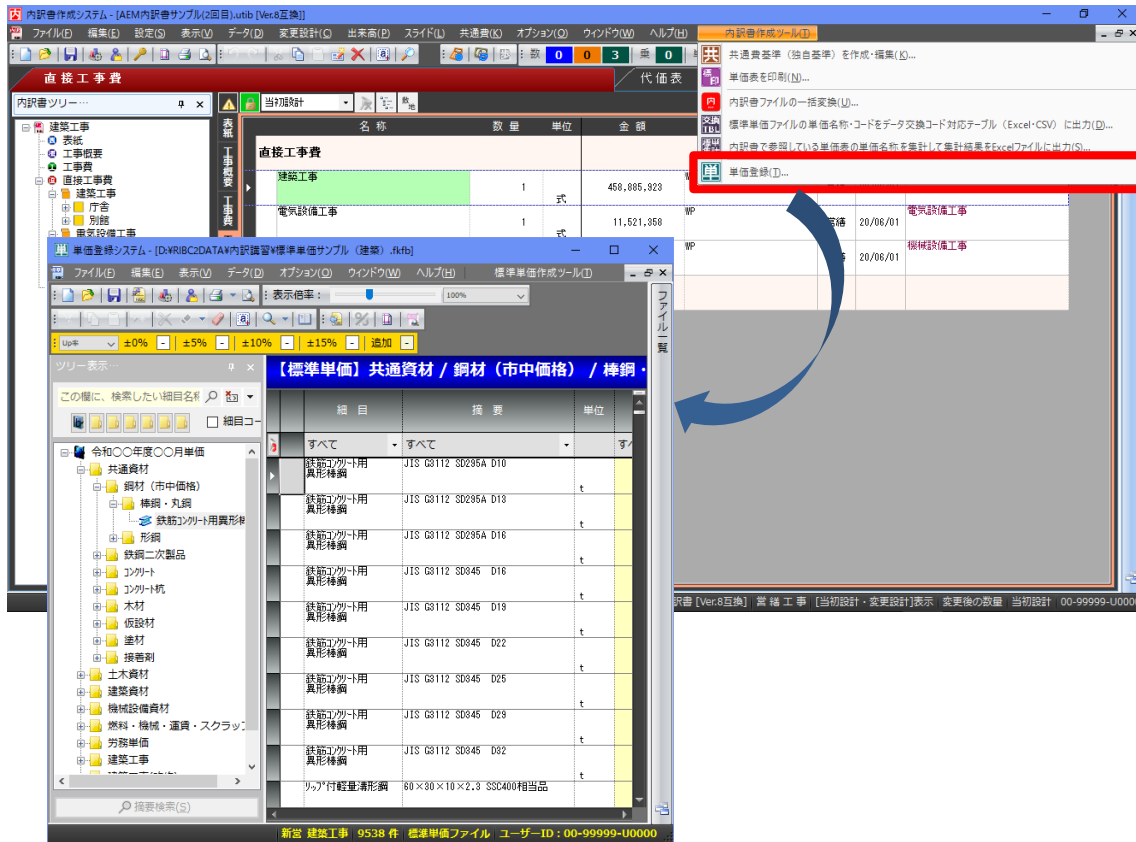 内訳書作成システム - [AEM内訳書サンプル(2回目).utib [Ver.8互換]]
ファイル(F) 編集(E) 設定(S) 表示(V) データ(D) 変更設計(C) 出来高(P) スライド(L) 共通費(K) オプション(O) ウィンドウ(W) ヘルプ(H) 内訳書作成ツール(T)
数 0 0 3 乗 0
直 接 工 事 費
代 価 表
共通費基準（独自基準）を作成・編集(K)...
単価表を印刷(N)...
内訳書ファイルの一括変換(U)...
標準単価ファイルの単価名称・コードをデータ交換コード対応テーブル（Excel・CSV）に出力(D)...
内訳書で参照している単価表の単価名称を集計して集計結果をExcelファイルに出力(S)...
単価登録(T)...
内訳書ツリー…
当初設計
表紙
工事概要
工事費
名 称 数 量 単位 金 額
直接工事費
建築工事 1 式 458,885,923
電気設備工事 1 式 11,521,358 WP 営繕 20/06/01 電気設備工事
WP 20/06/01 機械設備工事
建築工事
表紙
工事概要
工事費
直接工事費
建築工事
庁舎
別館
電気設備工事
単価登録システム - [D:¥RIBC2DATA¥内訳講習¥標準単価サンプル（建築）.fkfb]
ファイル(F) 編集(E) 表示(V) データ(D) オプション(O) ウィンドウ(W) ヘルプ(H) 標準単価作成ツール(T)
表示倍率： 100%
Up率 ±0% - ±5% - ±10% - ±15% - 追加 -
ツリー表示…
【標準単価】共通資材 / 鋼材（市中価格） / 棒鋼・
ファイル一覧
この欄に、検索したい細目名称
細目コー
細 目 摘 要 単位
すべて すべて す
令和〇〇年度〇〇月単価
共通資材
鋼材（市中価格）
棒鋼・丸鋼
鉄筋コンクリート用異形棒
形鋼
鉄鋼二次製品
コンクリート
コンクリート杭
木材
仮設材
塗材
接着剤
土木資材
建築資材
機械設備資材
燃料・機械・運賃・スクラップ
労務単価
建築工事
摘要検索(S)
鉄筋コンクリート用異形棒鋼 JIS G3112 SD295A D10 t
鉄筋コンクリート用異形棒鋼 JIS G3112 SD295A D13 t
鉄筋コンクリート用異形棒鋼 JIS G3112 SD295A D16 t
鉄筋コンクリート用異形棒鋼 JIS G3112 SD345 D16 t
鉄筋コンクリート用異形棒鋼 JIS G3112 SD345 D19 t
鉄筋コンクリート用異形棒鋼 JIS G3112 SD345 D22 t
鉄筋コンクリート用異形棒鋼 JIS G3112 SD345 D25 t
鉄筋コンクリート用異形棒鋼 JIS G3112 SD345 D29 t
鉄筋コンクリート用異形棒鋼 JIS G3112 SD345 D32 t
リップ付軽量溝形鋼 60×30×10×2.3 SSC400相当品
新営 建築工事 9538 件 標準単価ファイル ユーザーID：00-99999-U0000
訳書 [Ver.8互換] 営 繕 工 事 [当初設計・変更設計]表示 変更後の数量 当初設計 00-99999-U0000